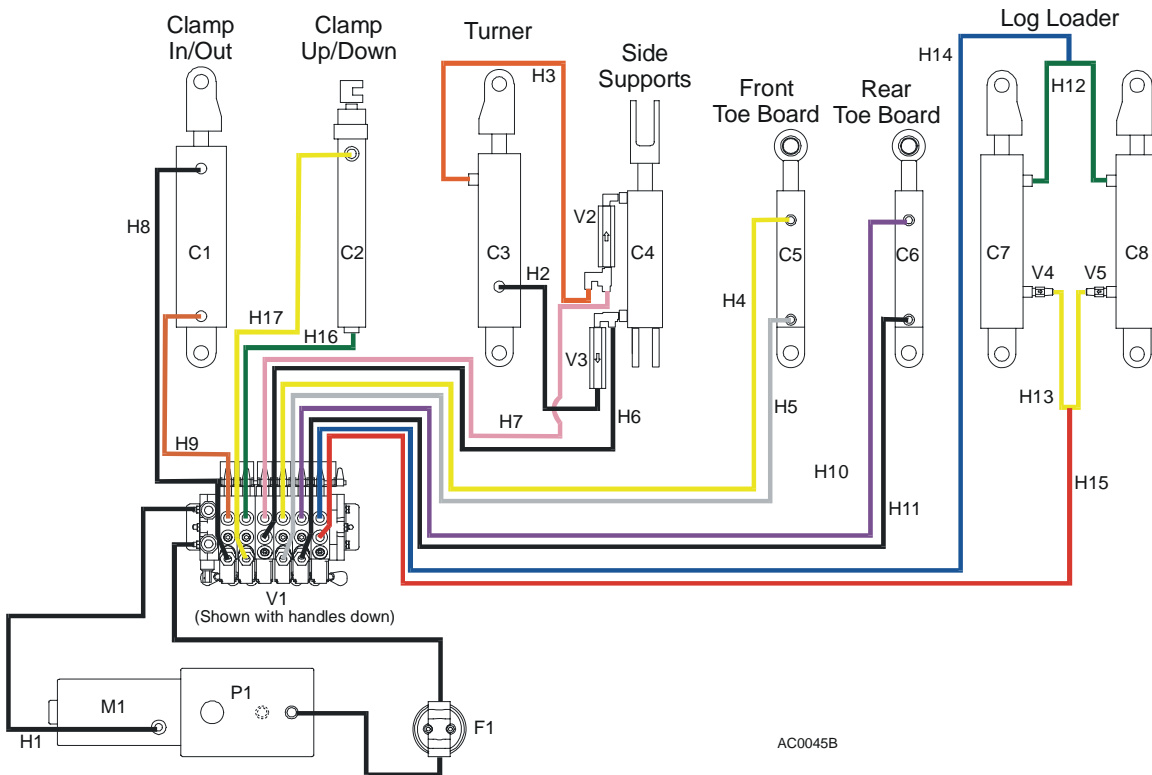 Clamp
In/Out
Clamp
Up/Down
Turner
Side
Supports
Front
Toe Board
Rear
Toe Board
Log Loader
H14
H3
H12
H8
C1
C2
C3
H2
V2
C4
C5
C6
C7
C8
V4
V5
H4
H17
H16
V3
H13
H7
H6
H5
H9
H10
H11
H15
V1
(Shown with handles down)
M1
P1
F1
H1
AC0045B